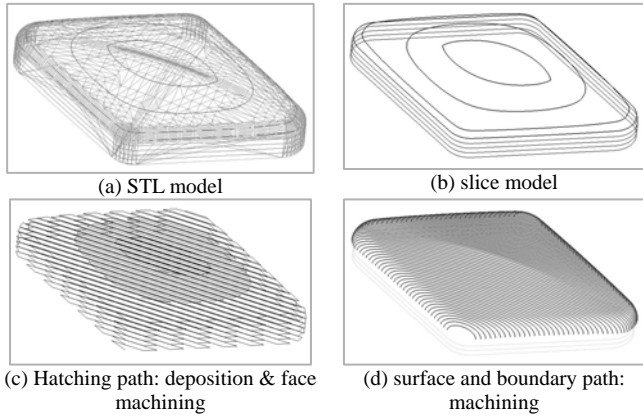 (a) STL model
(b) slice model
(c) Hatching path: deposition & face
machining
(d) surface and boundary path:
machining